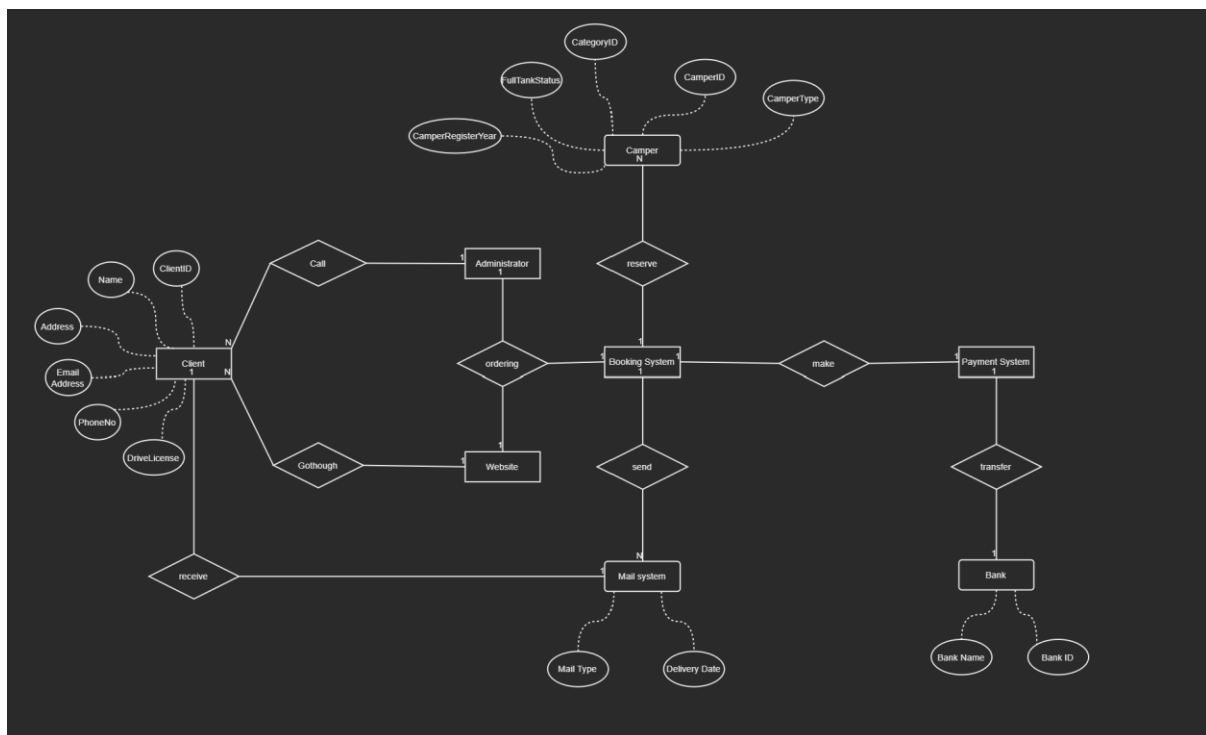 CategoryID
FullTankStatus
CamperID
CamperType
CamperRegisterYear
Camper
N
ClientID
Name
Call
1
Administrator
1
reserve
Address
N
1
Client
1
N
Email
Address
ordering
1
Booking System
1
1
make
1
Payment System
1
PhoneNo
DriveLicense
Gothough
1
1
Website
send
transfer
N
1
receive
1
Mail system
Bank
Mail Type
Delivery Date
Bank Name
Bank ID